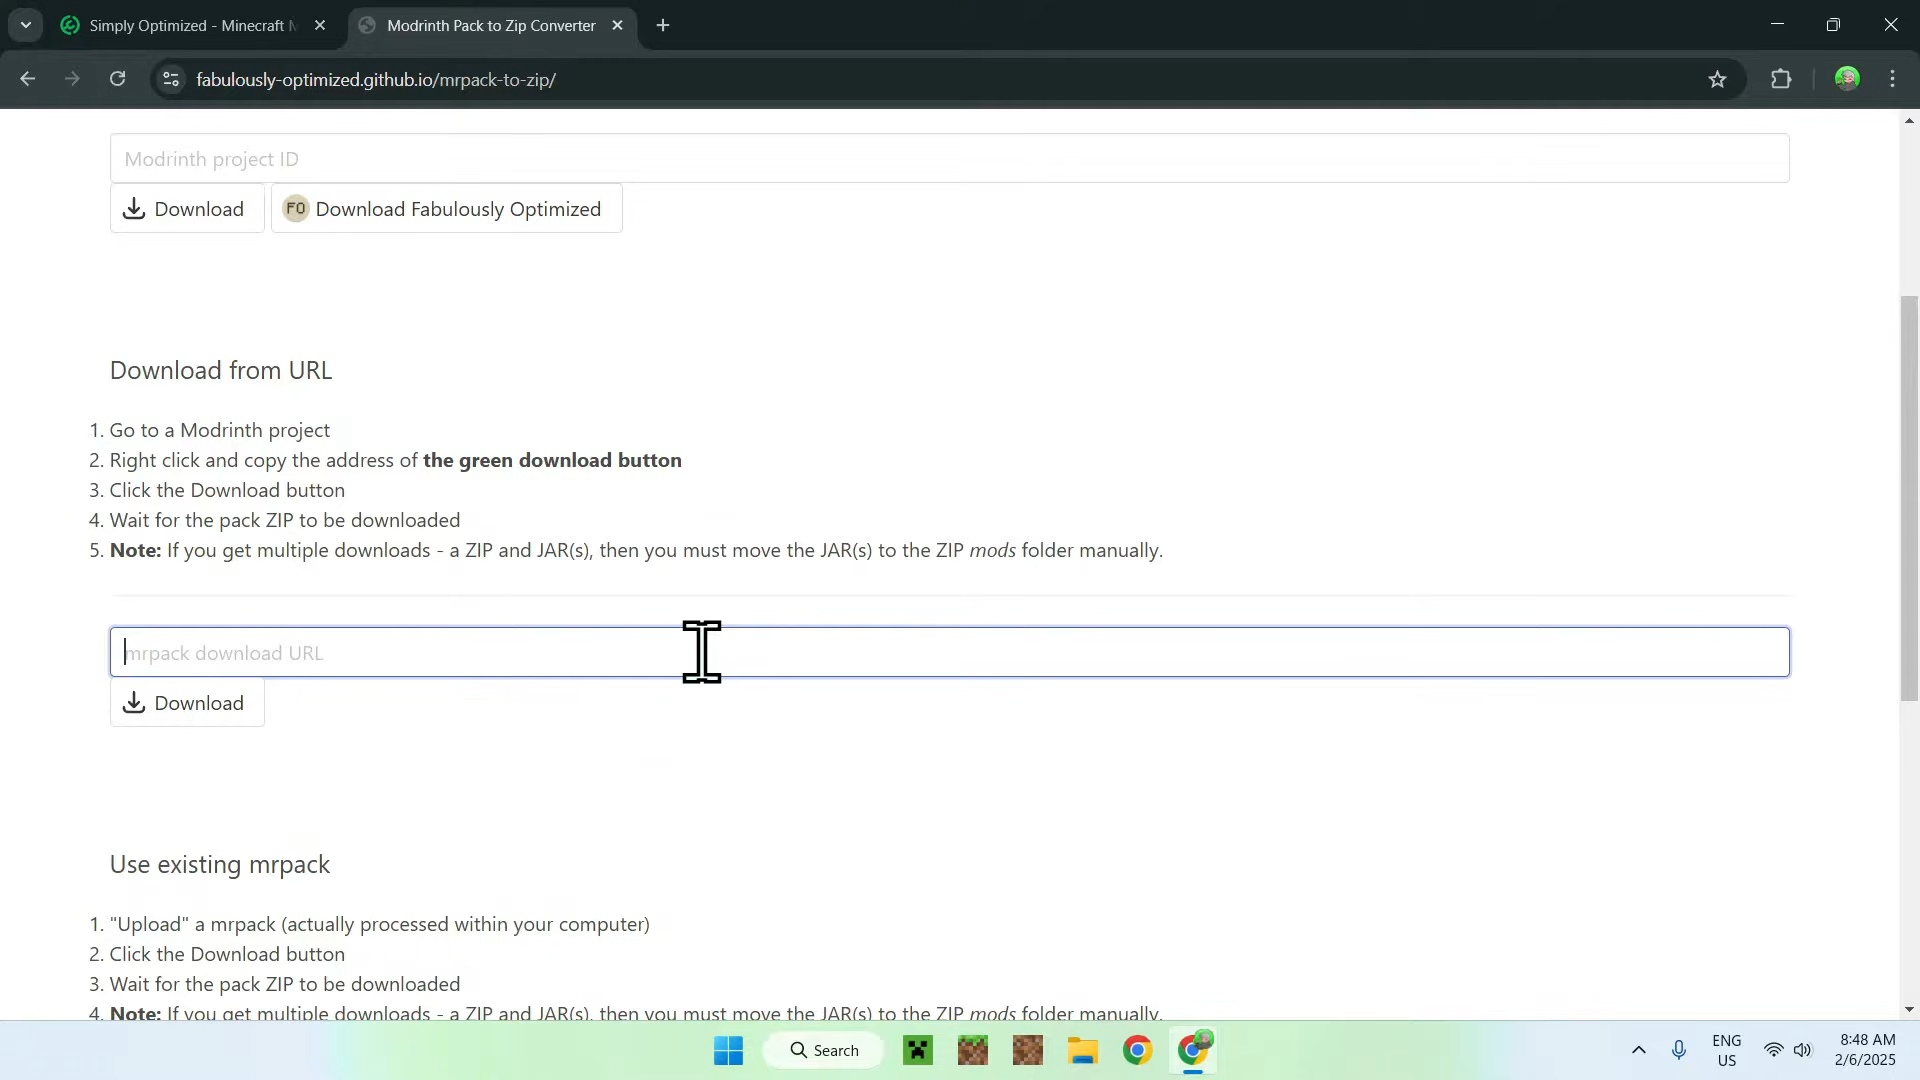 Simply Optimized - Minecraft M
Modrinth Pack to Zip Converter
fabulously-optimized.github.io/mrpack-to-zip/
Modrinth project ID
Download
FO Download Fabulously Optimized
Download from URL
1. Go to a Modrinth project
2. Right click and copy the address of the green download button
3. Click the Download button
4. Wait for the pack ZIP to be downloaded
5. Note: If you get multiple downloads - a ZIP and JAR(s), then you must move the JAR(s) to the ZIP mods folder manually.
mrpack download URL
Download
Use existing mrpack
1. "Upload" a mrpack (actually processed within your computer)
2. Click the Download button
3. Wait for the pack ZIP to be downloaded
4. Note: If you get multiple downloads - a ZIP and JAR(s), then you must move the JAR(s) to the ZIP mods folder manually.
Search
ENG
US
8:48 AM
2/6/2025